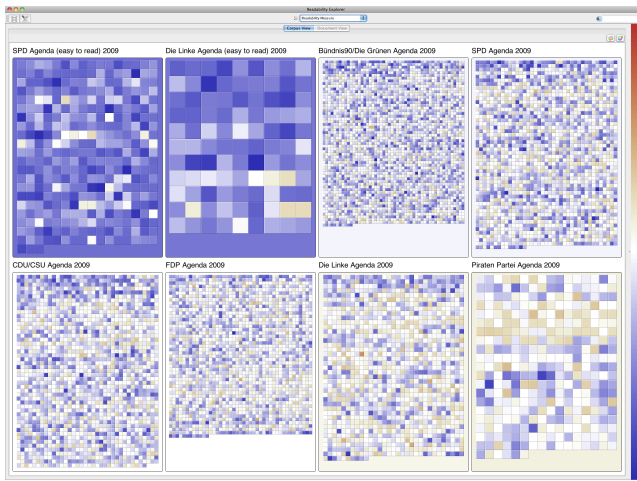 Readability Explorer
Readability Measure
Corpus View Document View
SPD Agenda (easy to read) 2009
Die Linke Agenda (easy to read) 2009
Bündnis90/Die Grünen Agenda 2009
SPD Agenda 2009
CDU/CSU Agenda 2009
FDP Agenda 2009
Die Linke Agenda 2009
Piraten Partei Agenda 2009